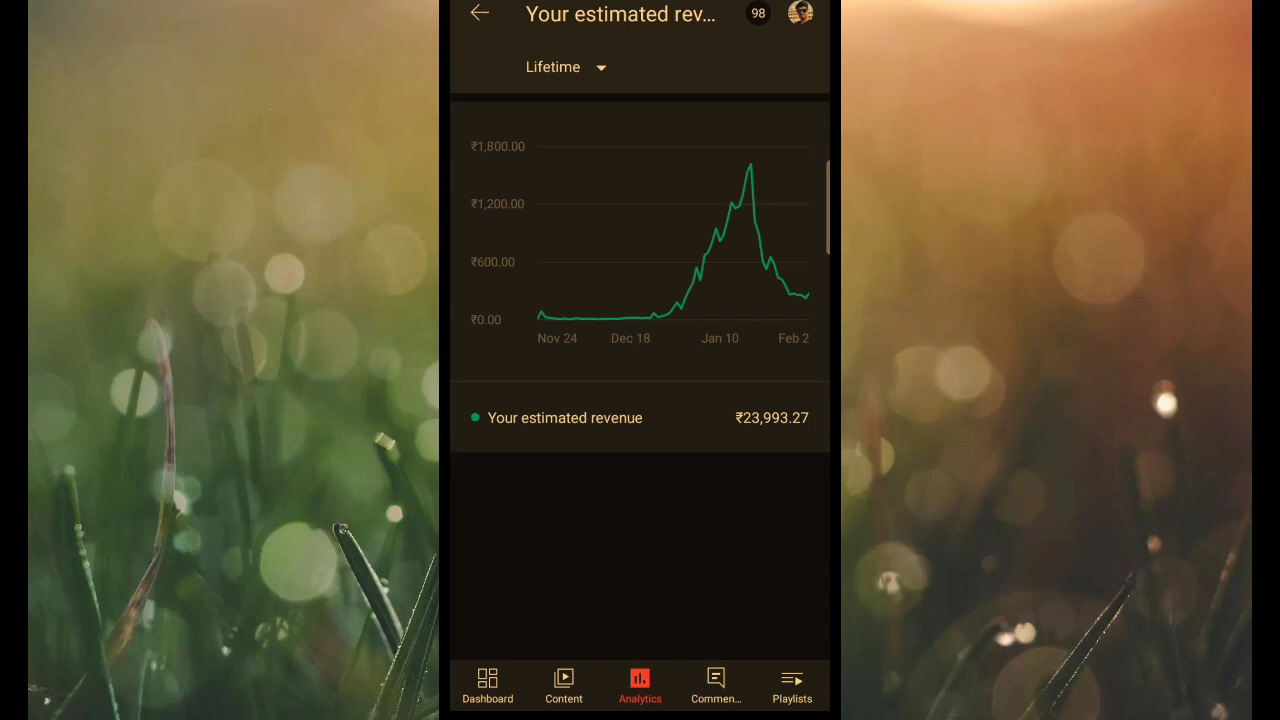 Your estimated rev...
98
Lifetime
₹1,800.00
₹1,200.00
₹600.00
₹0.00
Nov 24 Dec 18 Jan 10 Feb 2
Your estimated revenue ₹23,993.27
Dashboard Content Analytics Commen... Playlists